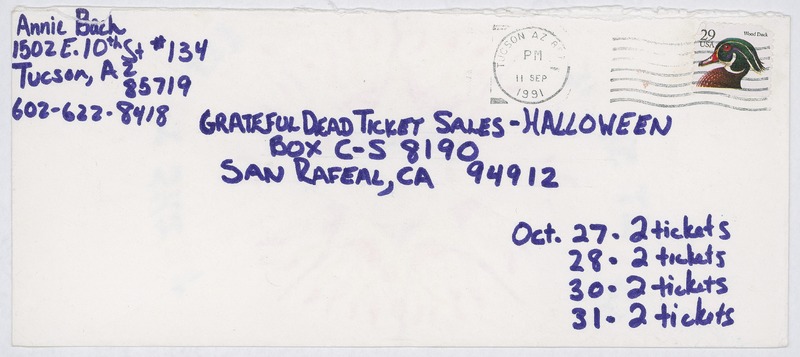 Annie Bach
1502 E. 10th St #134
Tucson, AZ
85719
602-622-8418
TUCSON AZ
PM
11 SEP
1991
29
USA
Wood Duck
GRATEFUL DEAD TICKET SALES - HALLOWEEN
BOX C-S 8190
SAN RAFEAL, CA 94912
Oct. 27 - 2 tickets
28 - 2 tickets
30 - 2 tickets
31 - 2 tickets